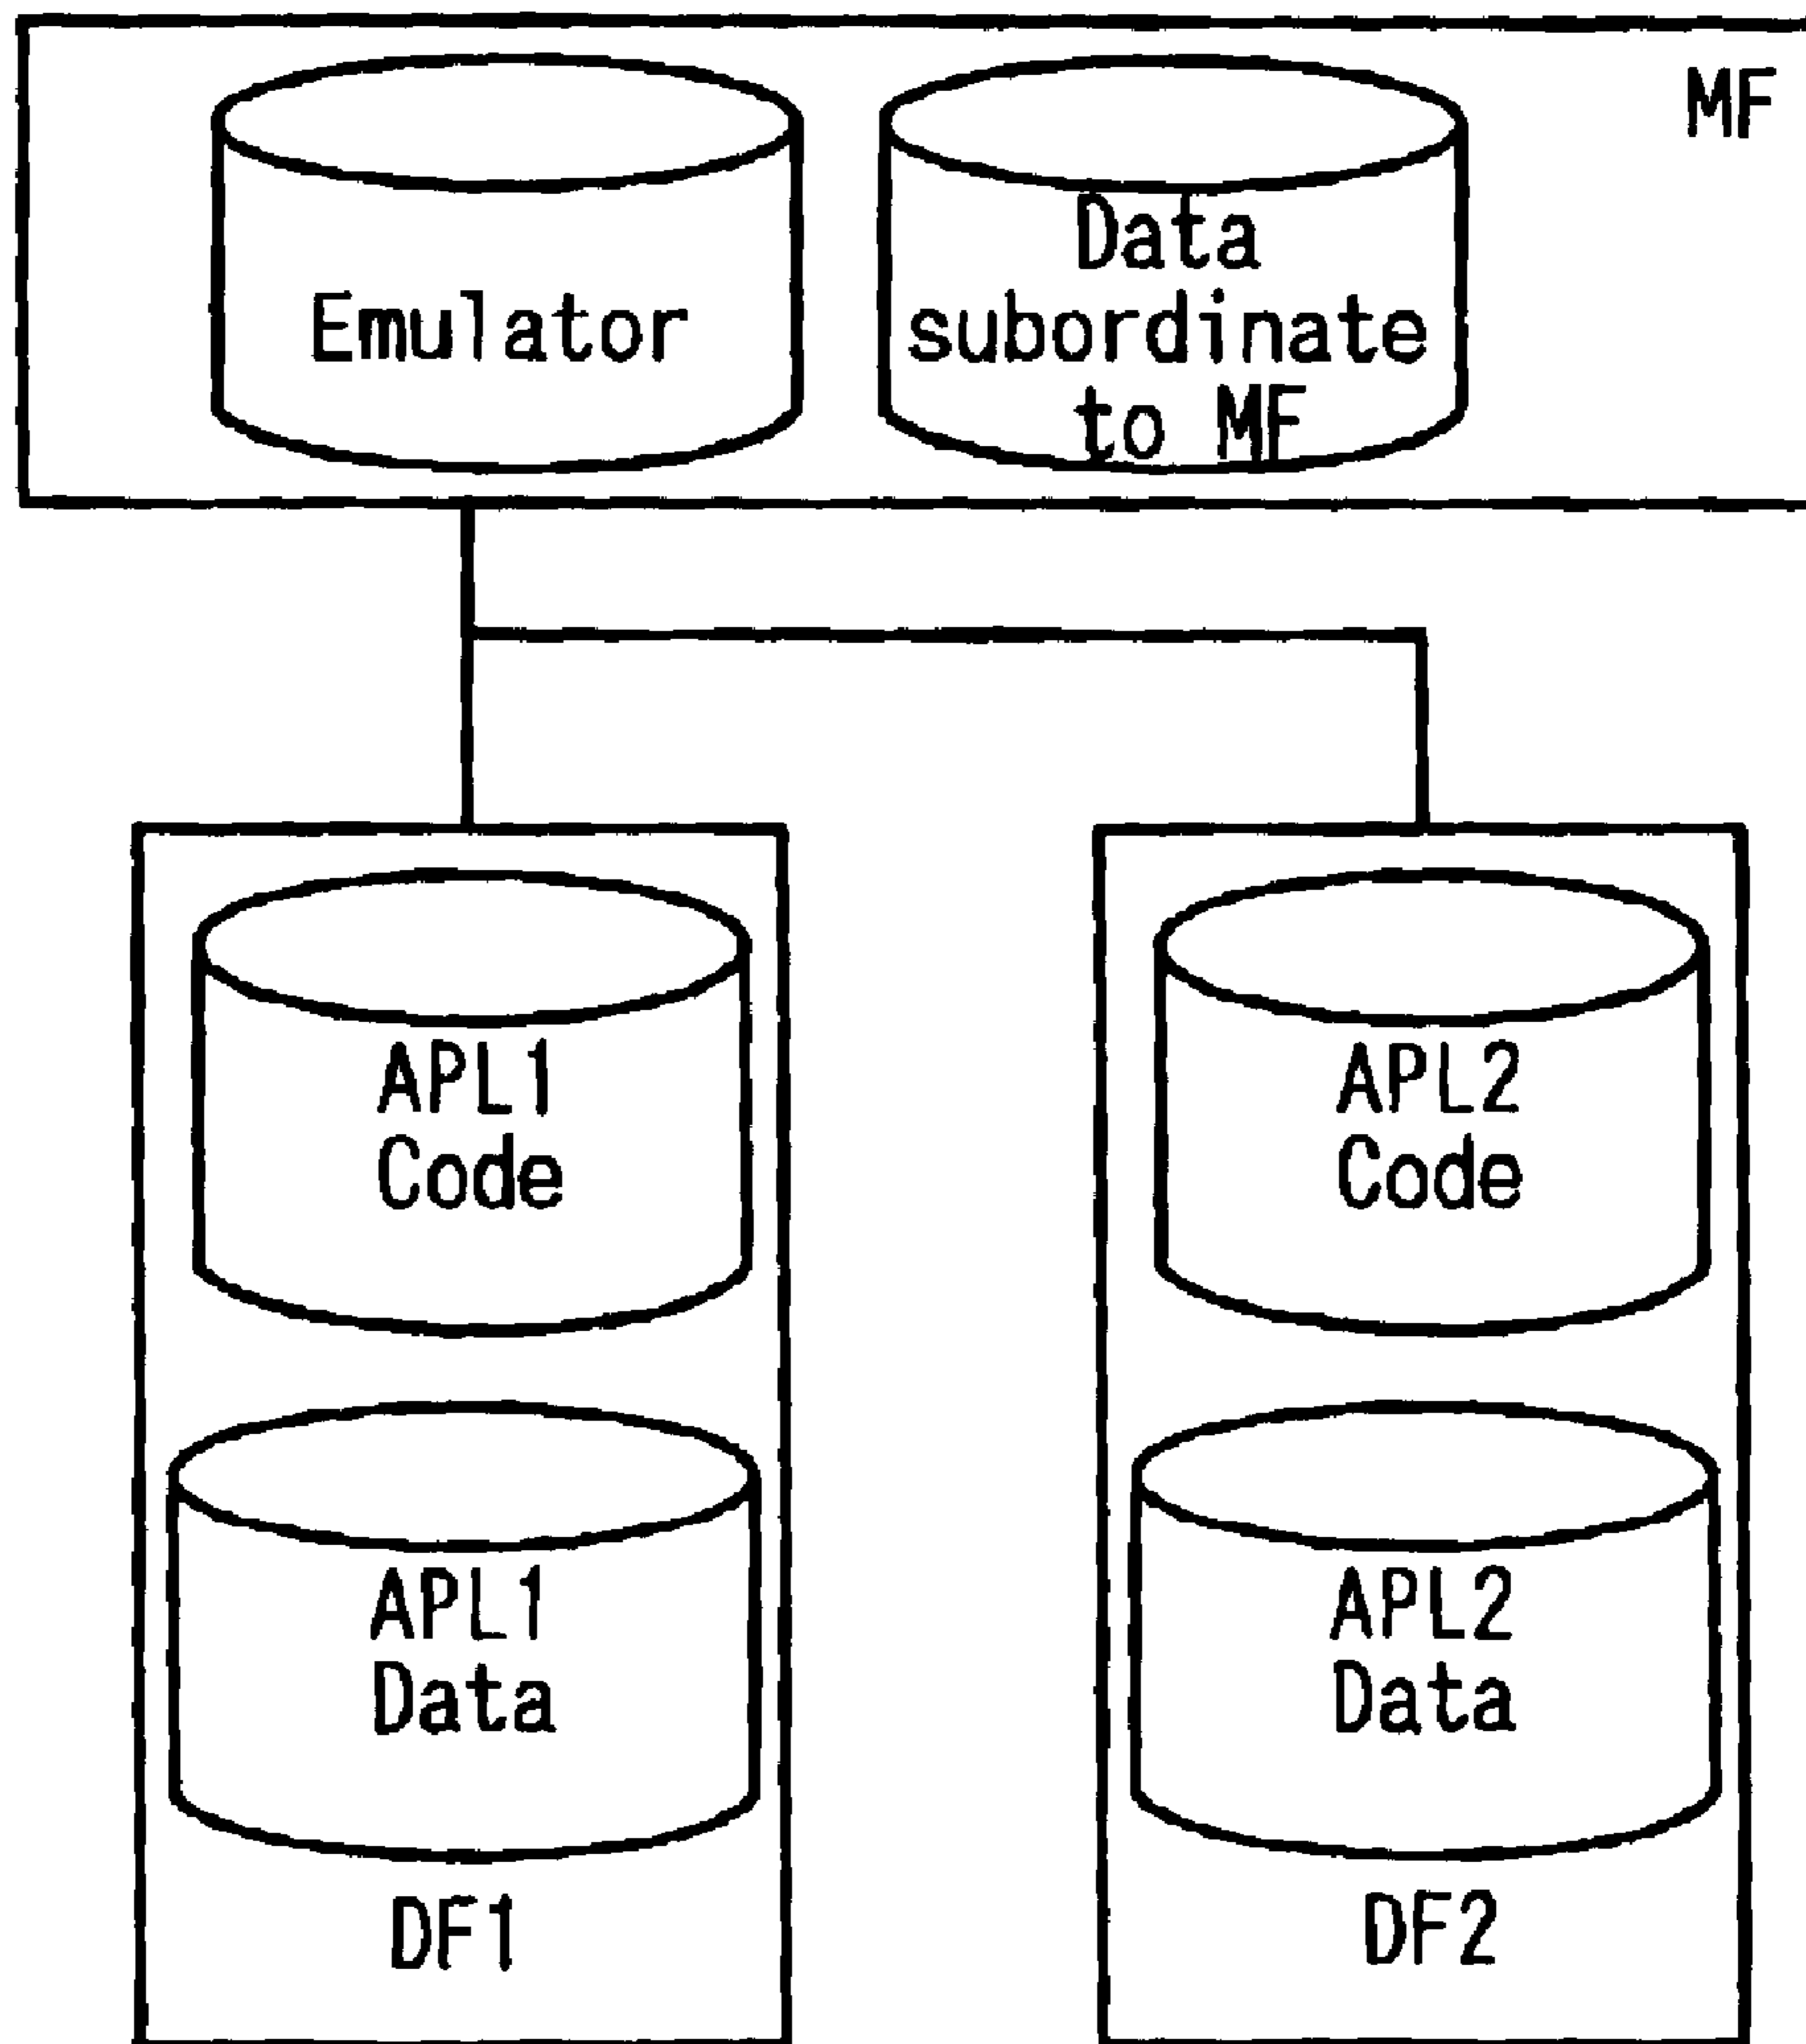 MF
Emulator
Data
subordinate
to MF
APL1
Code
APL2
Code
APL1
Data
APL2
Data
DF1
DF2